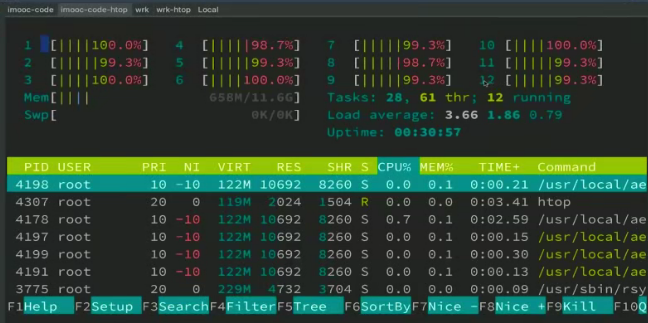 imooc-code imooc-code-htop wrk wrk-htop Local
1 [||||100.0%] 4 [||||98.7%] 7 [|||||99.3%] 10 [||||100.0%]
2 [|||||99.3%] 5 [|||||99.3%] 8 [|||||98.7%] 11 [|||||99.3%]
3 [||||100.0%] 6 [||||100.0%] 9 [|||||99.3%] 12 [|||||99.3%]
Mem[|||| 658M/11.6G] Tasks: 28, 61 thr; 12 running
Swp[ 0K/0K] Load average: 3.66 1.86 0.79
Uptime: 00:30:57
PID USER PRI NI VIRT RES SHR S CPU% MEM% TIME+ Command
4198 root 10 -10 122M 10692 8260 S 0.0 0.1 0:00.21 /usr/local/ae
4307 root 20 0 119M 2024 1504 R 0.0 0.0 0:03.41 htop
4178 root 10 -10 122M 10692 8260 S 0.7 0.1 0:02.59 /usr/local/ae
4197 root 10 -10 122M 10692 8260 S 0.0 0.1 0:00.15 /usr/local/ae
4199 root 10 -10 122M 10692 8260 S 0.0 0.1 0:00.30 /usr/local/ae
4191 root 10 -10 122M 10692 8260 S 0.0 0.1 0:00.13 /usr/local/ae
3775 root 20 0 229M 4732 3704 S 0.0 0.0 0:00.09 /usr/sbin/rsy
F1Help F2Setup F3SearchF4FilterF5Tree F6SortByF7Nice -F8Nice +F9Kill F10Q